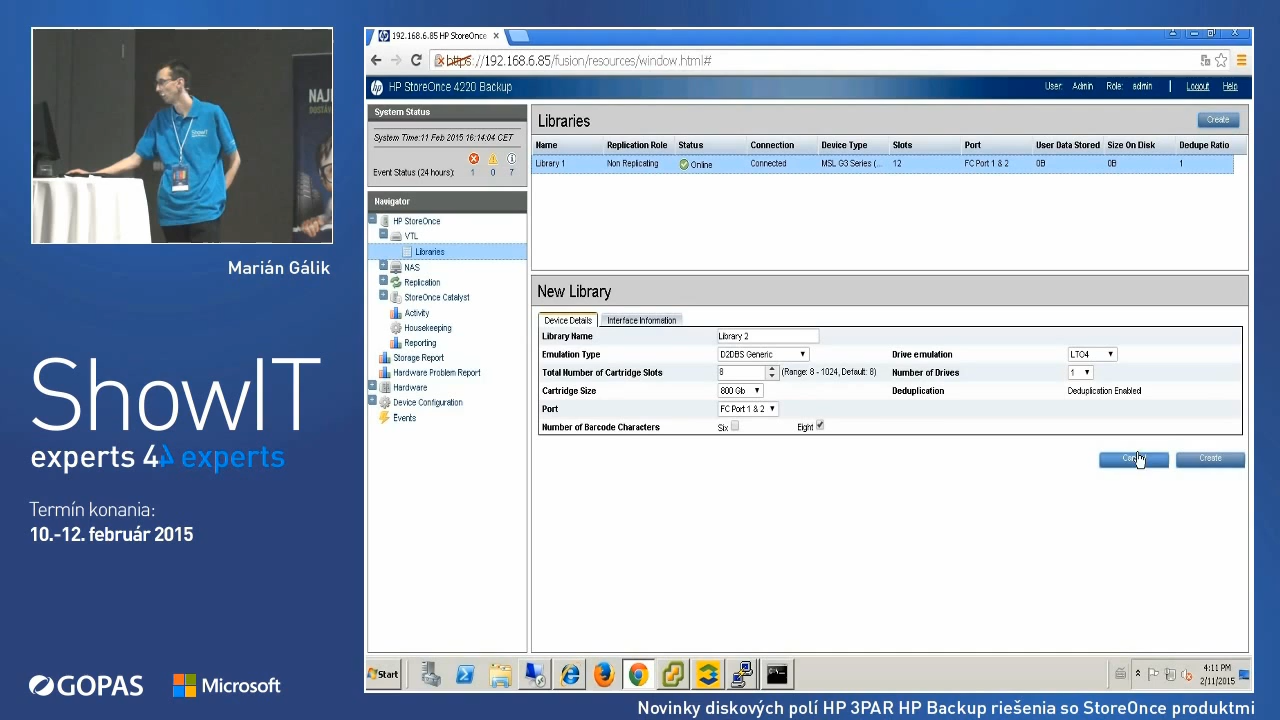 192.168.6.85 HP StoreOnce
https://192.168.6.85/fusion/resources/window.html#
HP StoreOnce 4220 Backup
User: Admin Role: admin | Logout Help
System Status
System Time:11 Feb 2015 16:14:04 CET
Event Status (24 hours): 1 0 7
Navigator
HP StoreOnce
VTL
Libraries
NAS
Replication
StoreOnce Catalyst
Activity
Housekeeping
Reporting
Storage Report
Hardware Problem Report
Hardware
Device Configuration
Events
Libraries
Create
Name Replication Role Status Connection Device Type Slots Port User Data Stored Size On Disk Dedupe Ratio
Library 1 Non Replicating Online Connected MSL G3 Series (... 12 FC Port 1 & 2 0B 0B 1
New Library
Device Details Interface Information
Library Name Library 2
Emulation Type D2DBS Generic Drive emulation LTO4
Total Number of Cartridge Slots 8 (Range: 8 - 1024, Default: 8) Number of Drives 1
Cartridge Size 800 Gb Deduplication Deduplication Enabled
Port FC Port 1 & 2
Number of Barcode Characters Six Eight
Create
Start
4:11 PM
2/11/2015
ShowIT
Marián Gálik
ShowIT
experts 4 experts
Termín konania:
10.-12. február 2015
GOPAS
Microsoft
Novinky diskových polí HP 3PAR HP Backup riešenia so StoreOnce produktmi